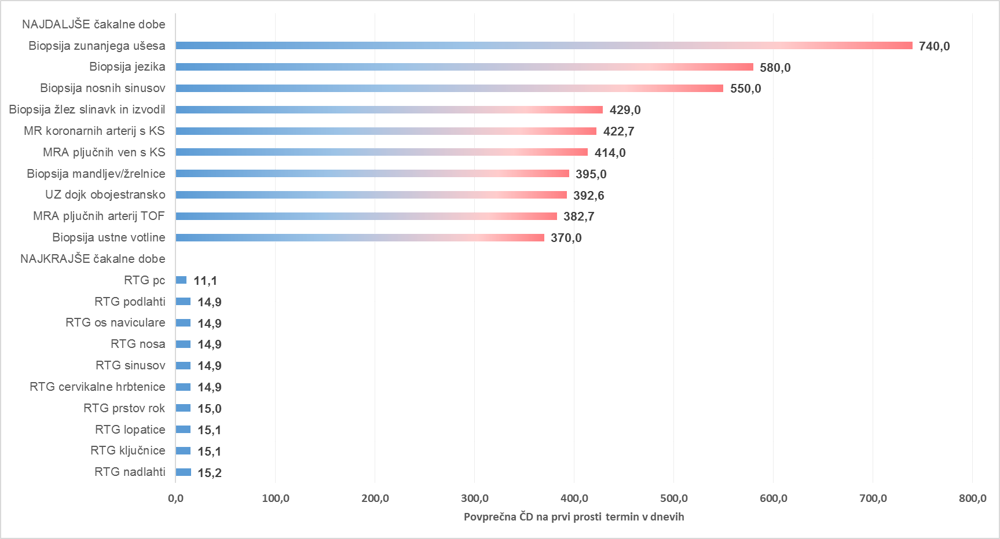 NAJDALJŠE čakalne dobe
Biopsija zunanjega ušesa 740,0
Biopsija jezika 580,0
Biopsija nosnih sinusov 550,0
Biopsija žlez slinavk in izvodil 429,0
MR koronarnih arterij s KS 422,7
MRA pljučnih ven s KS 414,0
Biopsija mandljev/žrelnice 395,0
UZ dojk obojestransko 392,6
MRA pljučnih arterij TOF 382,7
Biopsija ustne votline 370,0
NAJKRAJŠE čakalne dobe
RTG pc 11,1
RTG podlahti 14,9
RTG os naviculare 14,9
RTG nosa 14,9
RTG sinusov 14,9
RTG cervikalne hrbtenice 14,9
RTG prstov rok 15,0
RTG lopatice 15,1
RTG ključnice 15,1
RTG nadlahti 15,2
0,0 100,0 200,0 300,0 400,0 500,0 600,0 700,0 800,0
Povprečna ČD na prvi prosti termin v dnevih